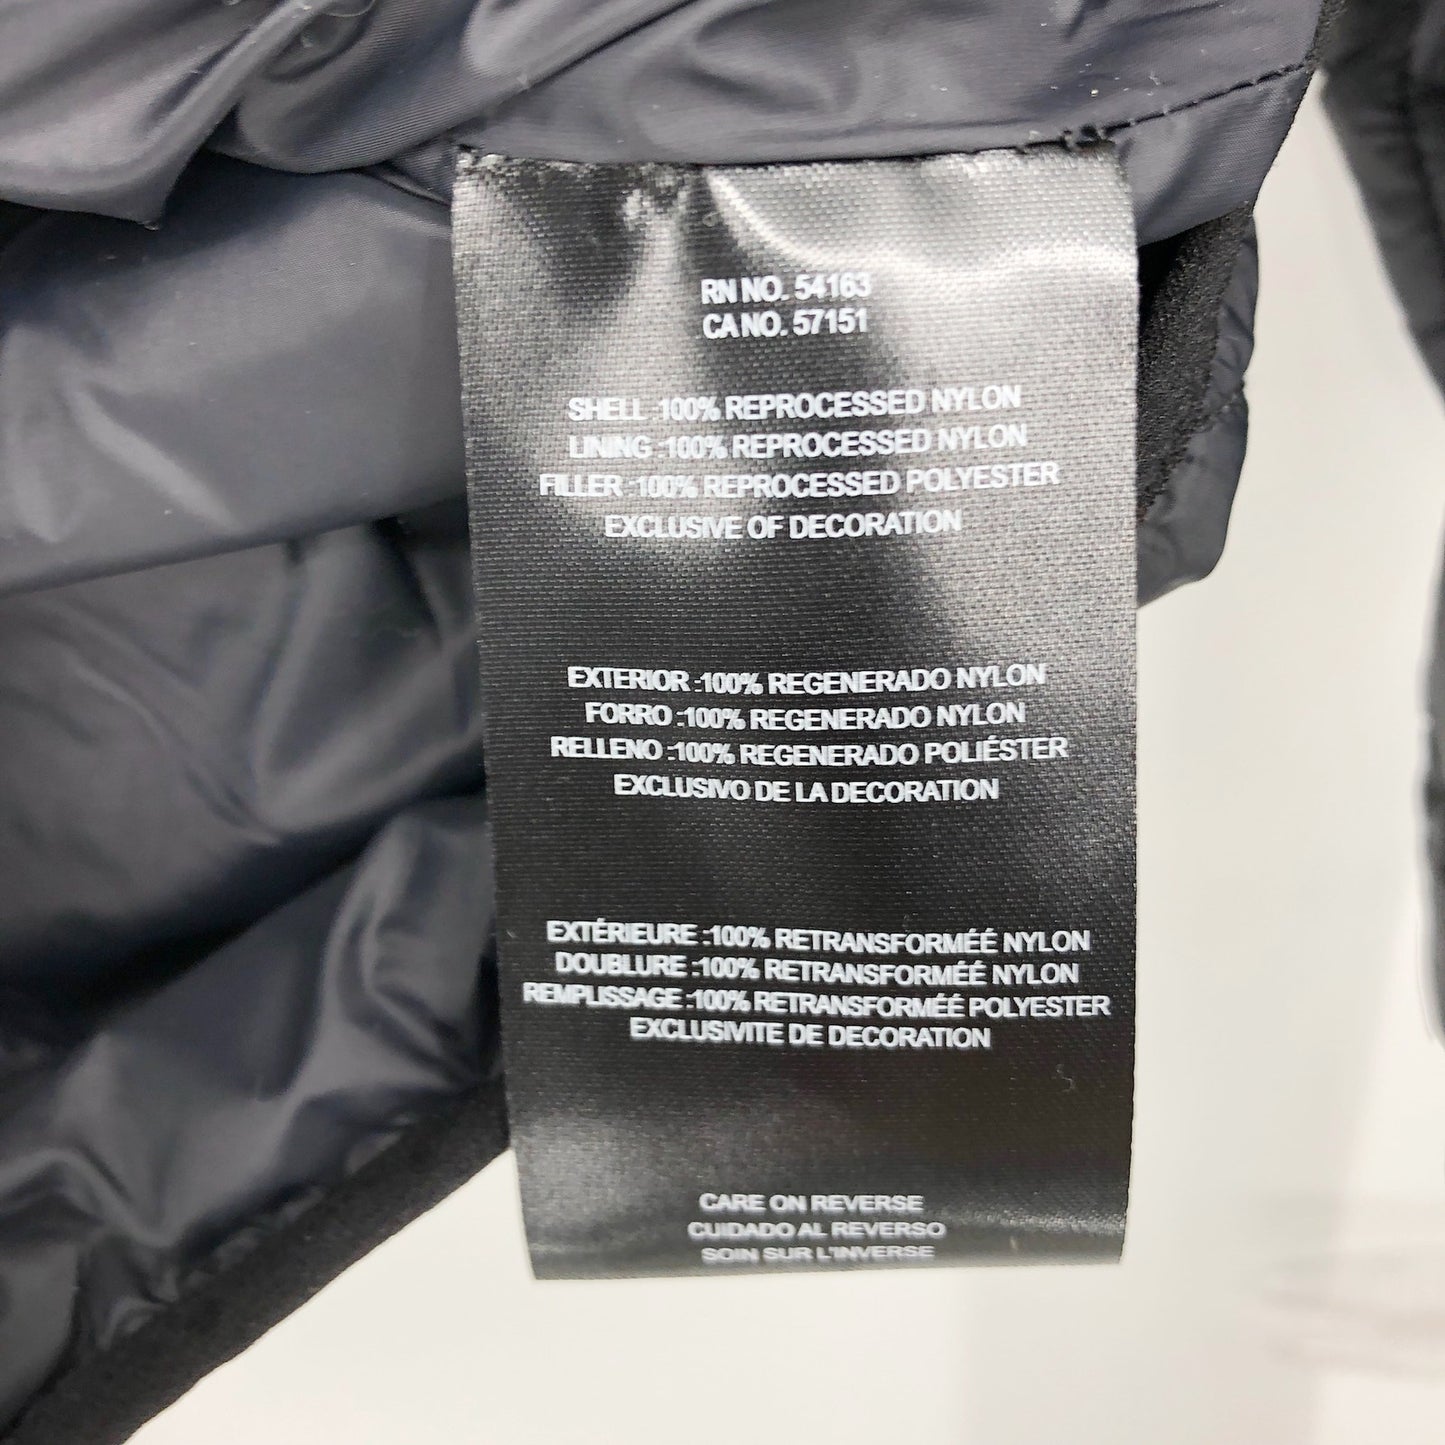 RN NO. 54163
CA NO. 57151
SHELL :100% REPROCESSED NYLON
LINING :100% REPROCESSED NYLON
FILLER :100% REPROCESSED POLYESTER
EXCLUSIVE OF DECORATION
EXTERIOR :100% REGENERADO NYLON
FORRO :100% REGENERADO NYLON
RELLENO :100% REGENERADO POLIÉSTER
EXCLUSIVO DE LA DECORATION
EXTÉRIEURE :100% RETRANSFORMÉÉ NYLON
DOUBLURE :100% RETRANSFORMÉÉ NYLON
REMPLISSAGE :100% RETRANSFORMÉÉ POLYESTER
EXCLUSIVITE DE DECORATION
CARE ON REVERSE
CUIDADO AL REVERSO
SOIN SUR L'INVERSE